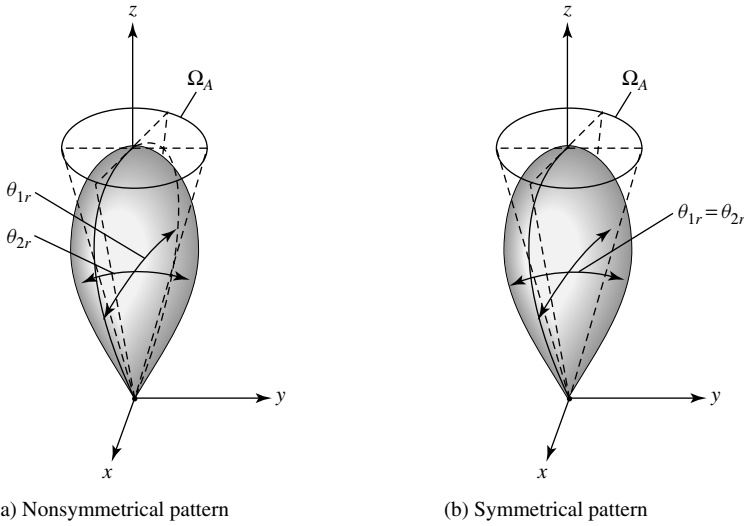 z
Ω_A
θ_1r
θ_2r
y
x
a) Nonsymmetrical pattern
z
Ω_A
θ_1r = θ_2r
y
x
(b) Symmetrical pattern